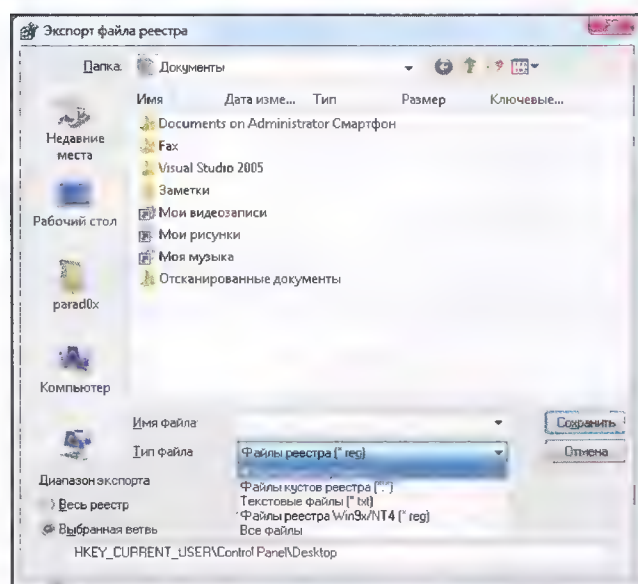 Экспорт файла реестра
Папка: Документы
Имя Дата изме... Тип Размер Ключевые...
Documents on Administrator Смартфон
Fax
Visual Studio 2005
Заметки
Мои видеозаписи
Мои рисунки
Моя музыка
Отсканированные документы
Недавние
места
Рабочий стол
parad0x
Компьютер
Имя файла: Сохранить
Тип файла Файлы реестра (*.reg) Отмена
Файлы кустов реестра (*.*)
Текстовые файлы (*.txt)
Файлы реестра Win9x/NT4 (*.reg)
Все файлы
Диапазон экспорта
Весь реестр
Выбранная ветвь
HKEY_CURRENT_USER\Control Panel\Desktop